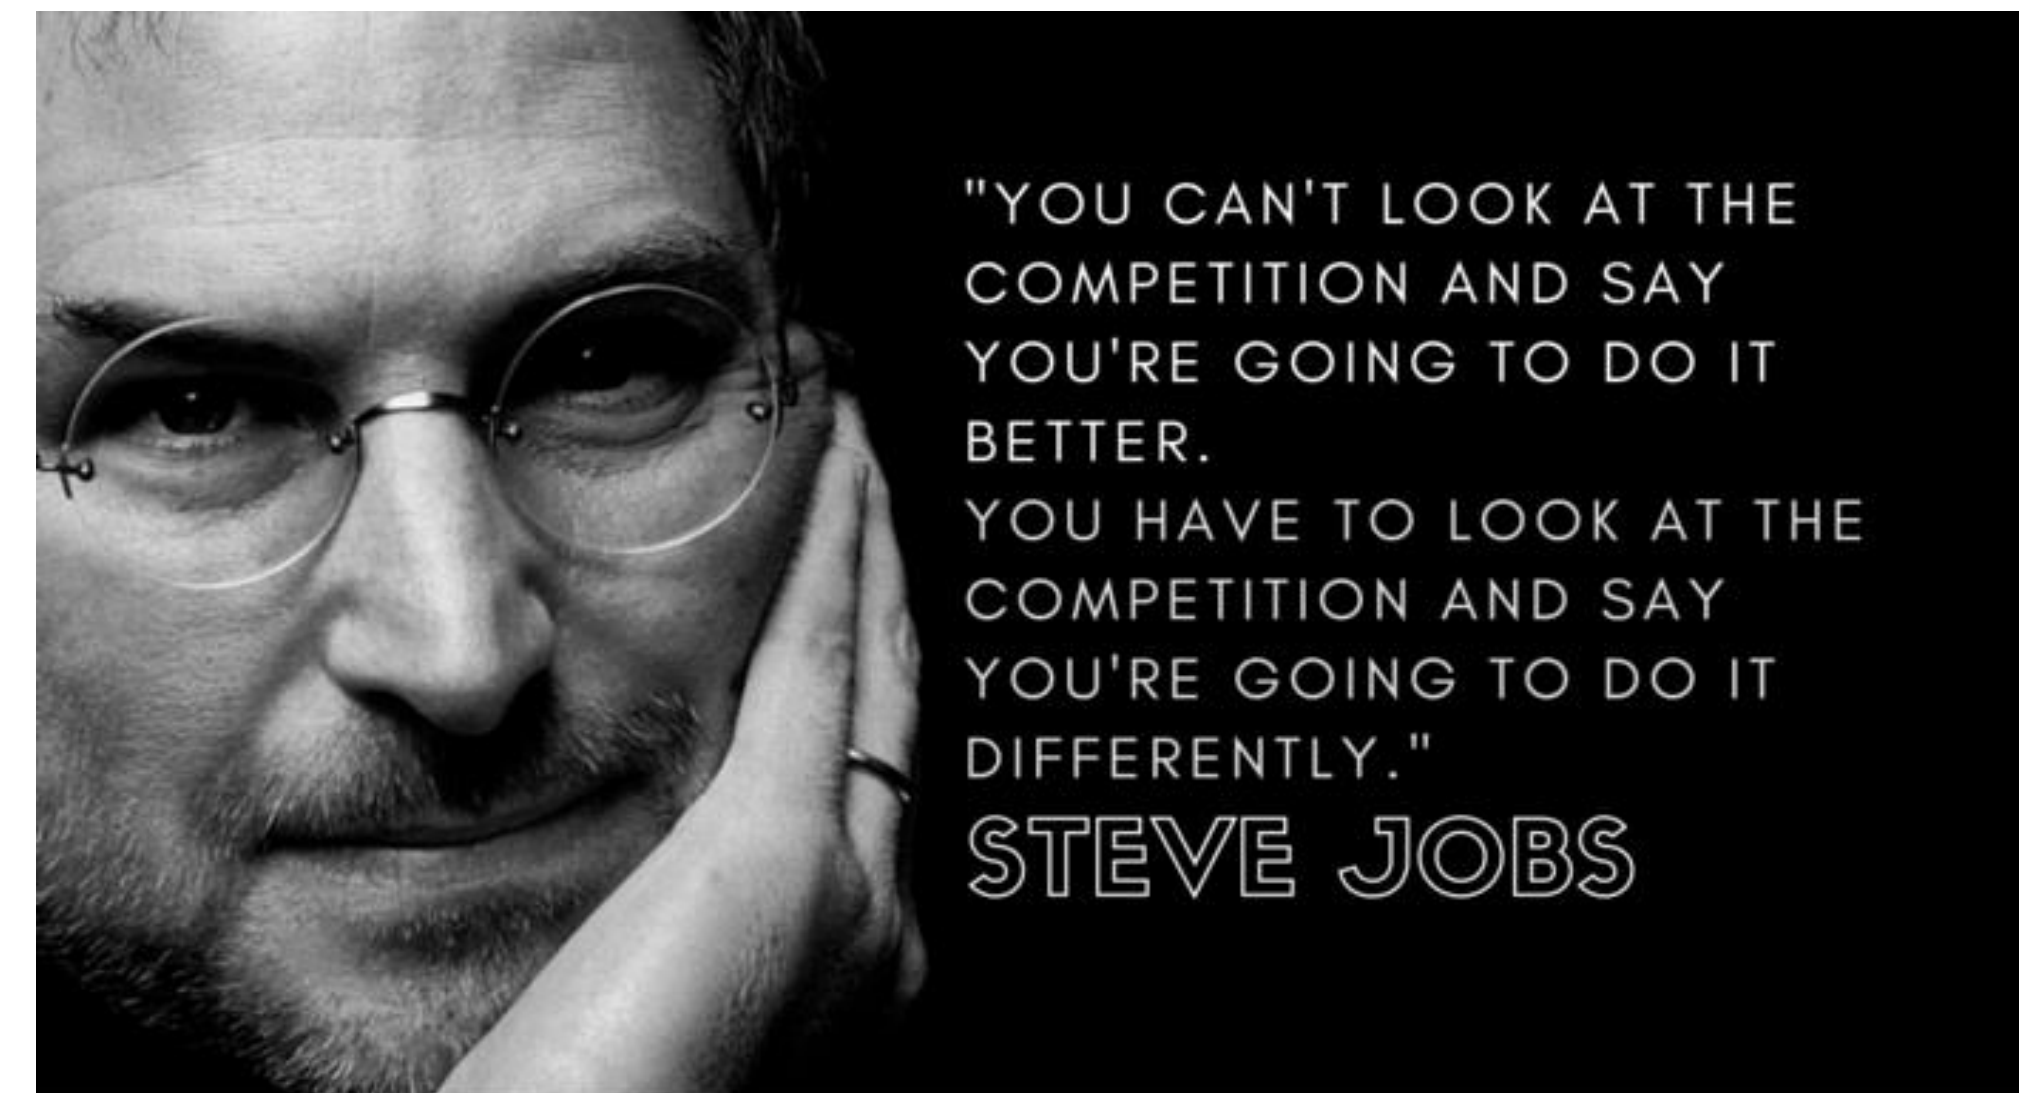 "YOU CAN'T LOOK AT THE
COMPETITION AND SAY
YOU'RE GOING TO DO IT
BETTER.
YOU HAVE TO LOOK AT THE
COMPETITION AND SAY
YOU'RE GOING TO DO IT
DIFFERENTLY."
STEVE JOBS